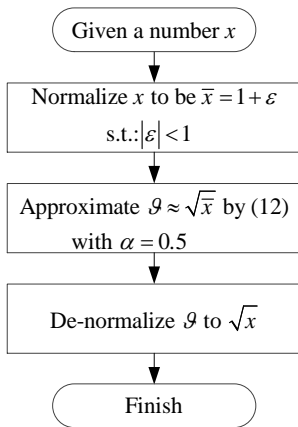 Given a number x
Normalize x to be x̄ = 1 + ε
s.t.:|ε| < 1
Approximate ϑ ≈ √x̄ by (12)
with α = 0.5
De-normalize ϑ to √x
Finish